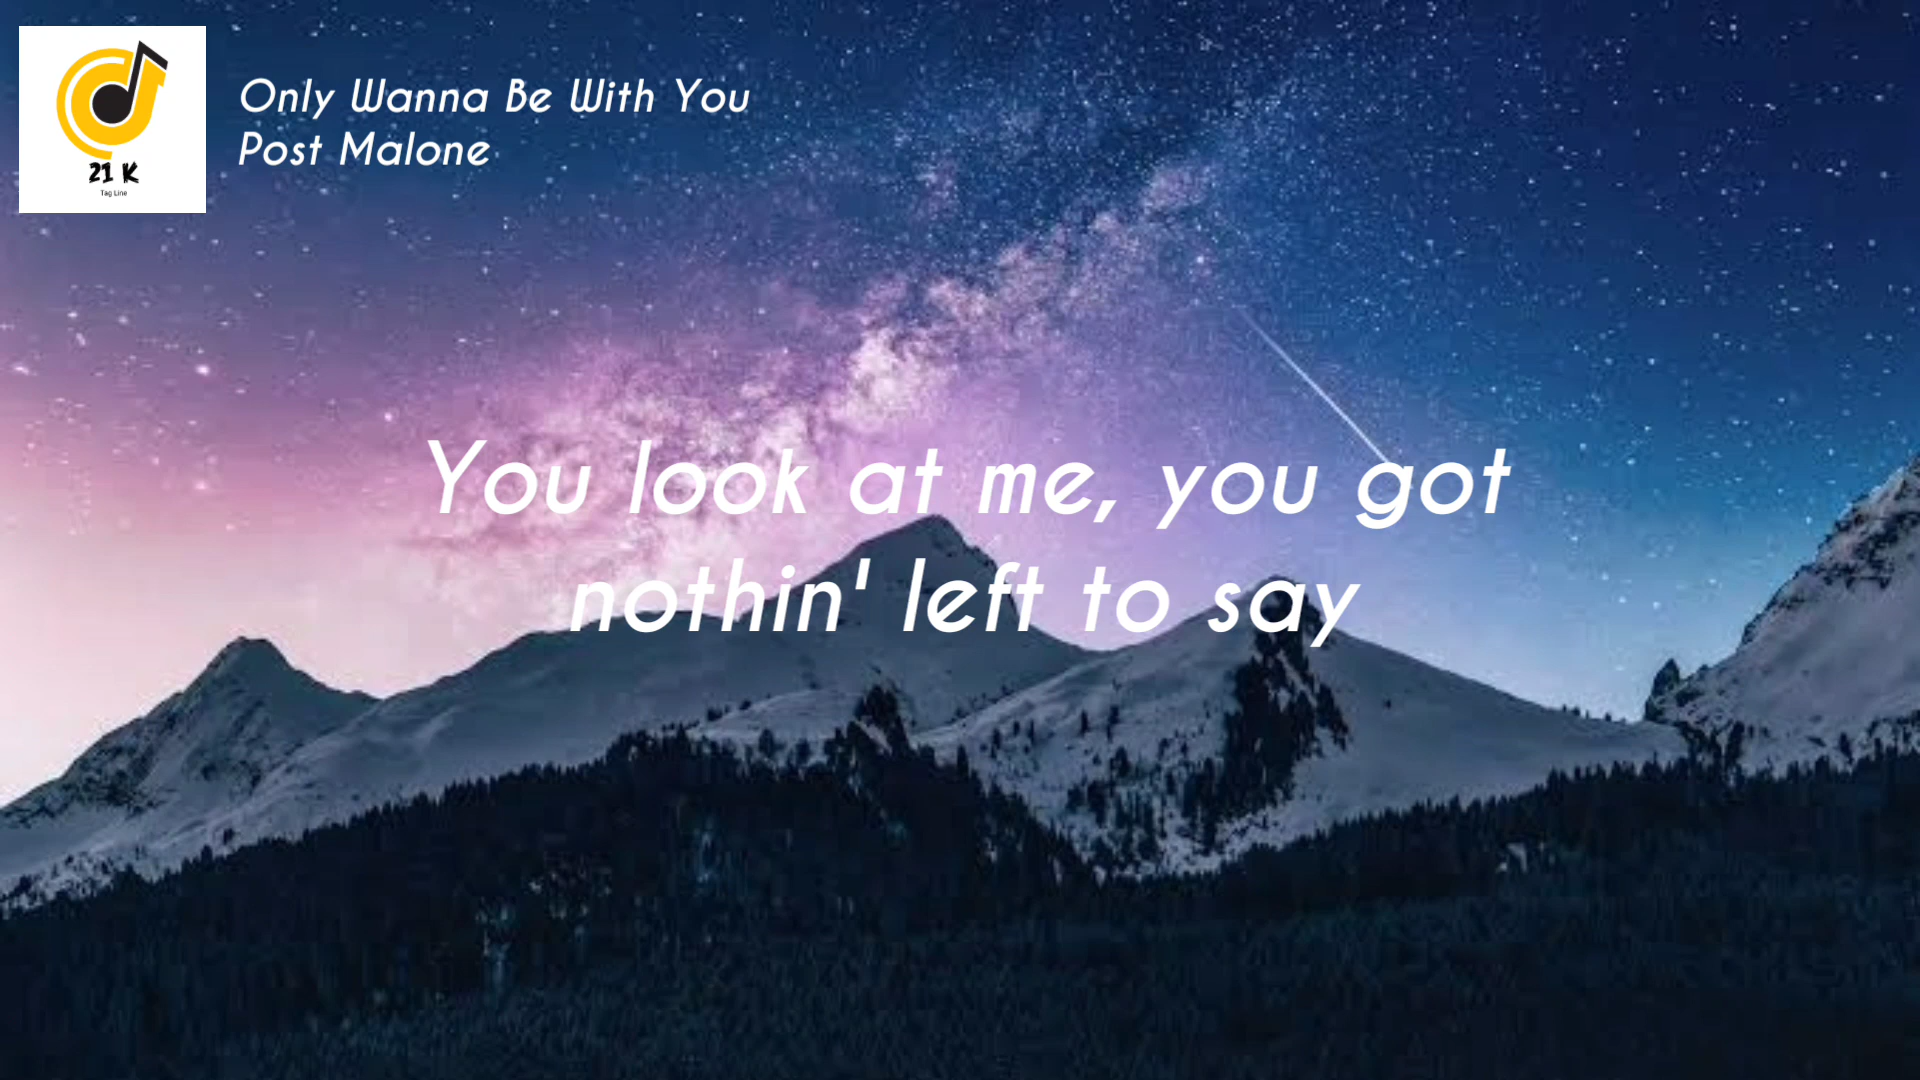 Only Wanna Be With You
Post Malone
21 K
Tag Line
You look at me, you got
nothin' left to say